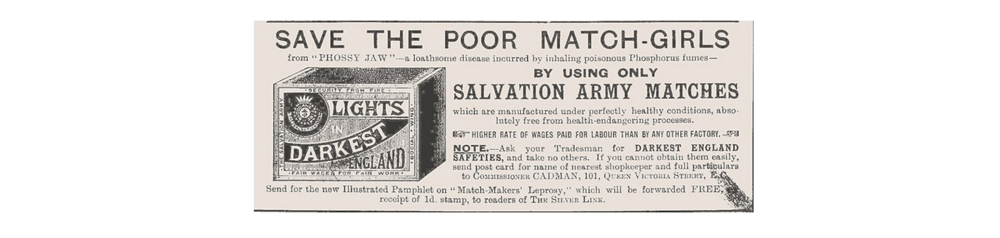 SAVE THE POOR MATCH-GIRLS
from "PHOSSY JAW"—a loathsome disease incurred by inhaling poisonous Phosphorus fumes—
BY USING ONLY
SALVATION ARMY MATCHES
which are manufactured under perfectly healthy conditions, abso-
lutely free from health-endangering processes.
HIGHER RATE OF WAGES PAID FOR LABOUR THAN BY ANY OTHER FACTORY.
NOTE.—Ask your Tradesman for DARKEST ENGLAND
SAFETIES, and take no others. If you cannot obtain them easily,
send post card for name of nearest shopkeeper and full particulars
to COMMISSIONER CADMAN, 101, QUEEN VICTORIA STREET, E.C.
·SECURITY FROM FIRE·
·THE SALVATION ARMY
LIGHTS
IN
DARKEST
ENGLAND
·SOCIAL·WING·
·FAIR WAGES FOR FAIR WORK·
Send for the new Illustrated Pamphlet on "Match-Makers' Leprosy," which will be forwarded FREE,
receipt of 1d. stamp, to readers of THE SILVER LINK.